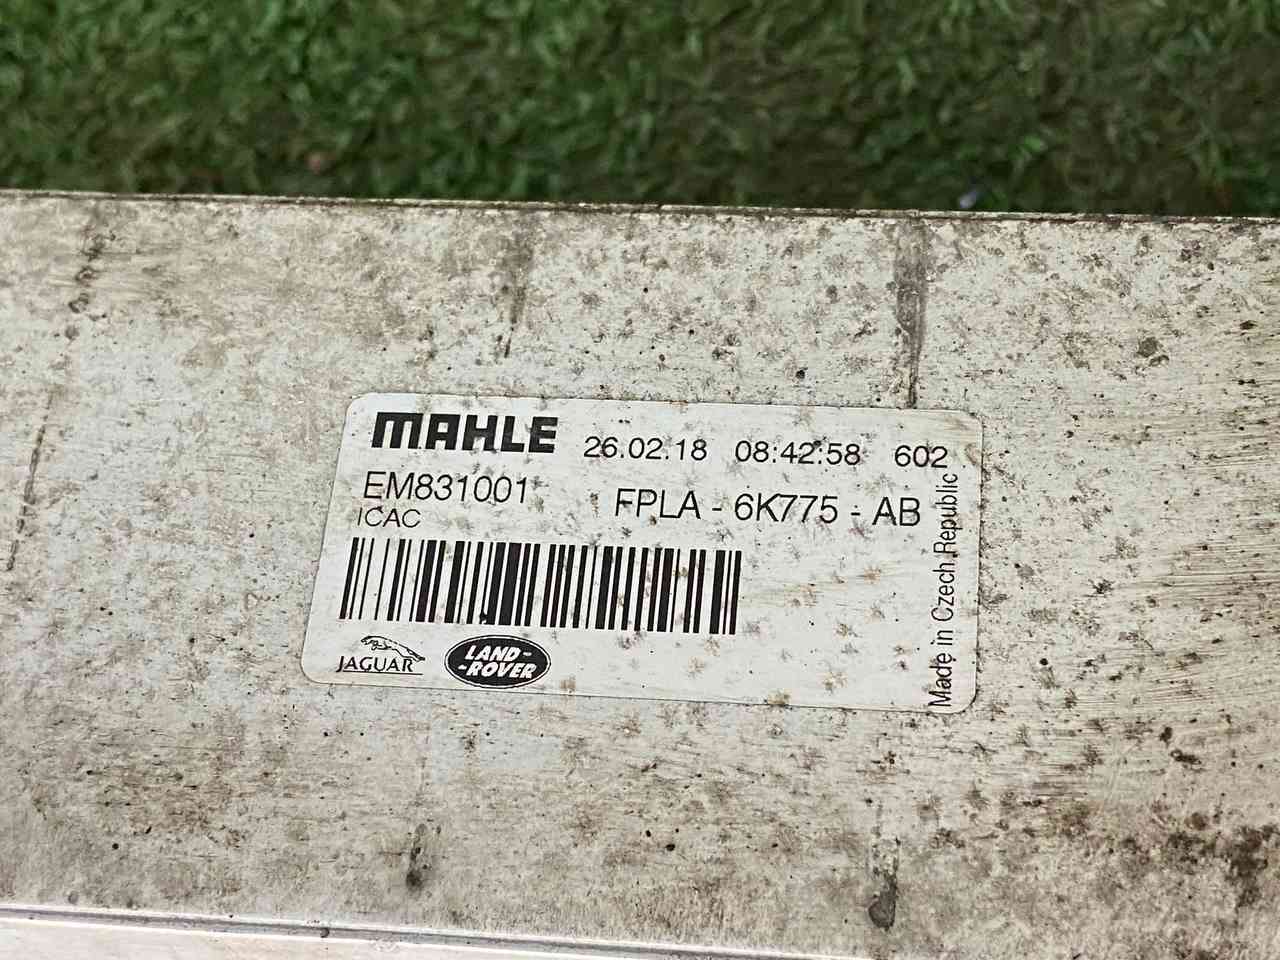 MAHLE 26.02.18 08:42:58 602
EM831001 FPLA - 6K775 - AB
ICAC
Made in Czech Republic
JAGUAR
LAND-
-ROVER